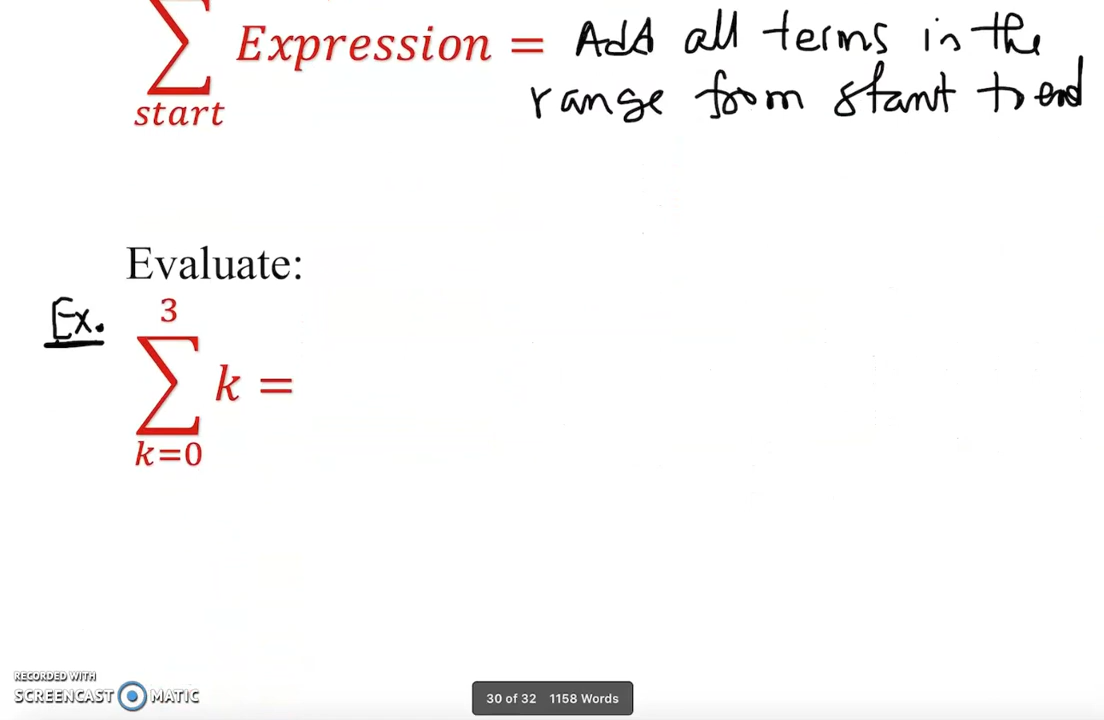 ∑ Expression = Add all terms in the
start range from start to end
Evaluate:
Ex. 3
∑ k =
k=0
RECORDED WITH
SCREENCAST MATIC
30 of 32 1158 Words